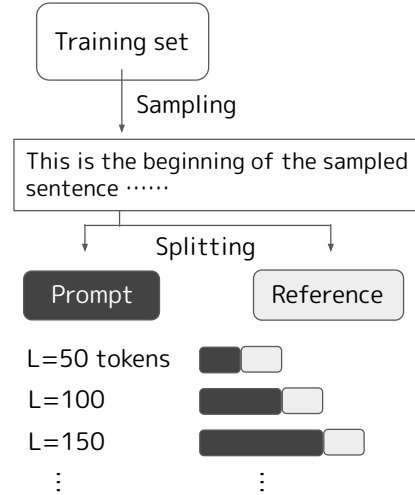 Training set
Sampling
This is the beginning of the sampled
sentence ⋯⋯
Splitting
Prompt
Reference
L=50 tokens
L=100
L=150
⋮ ⋮